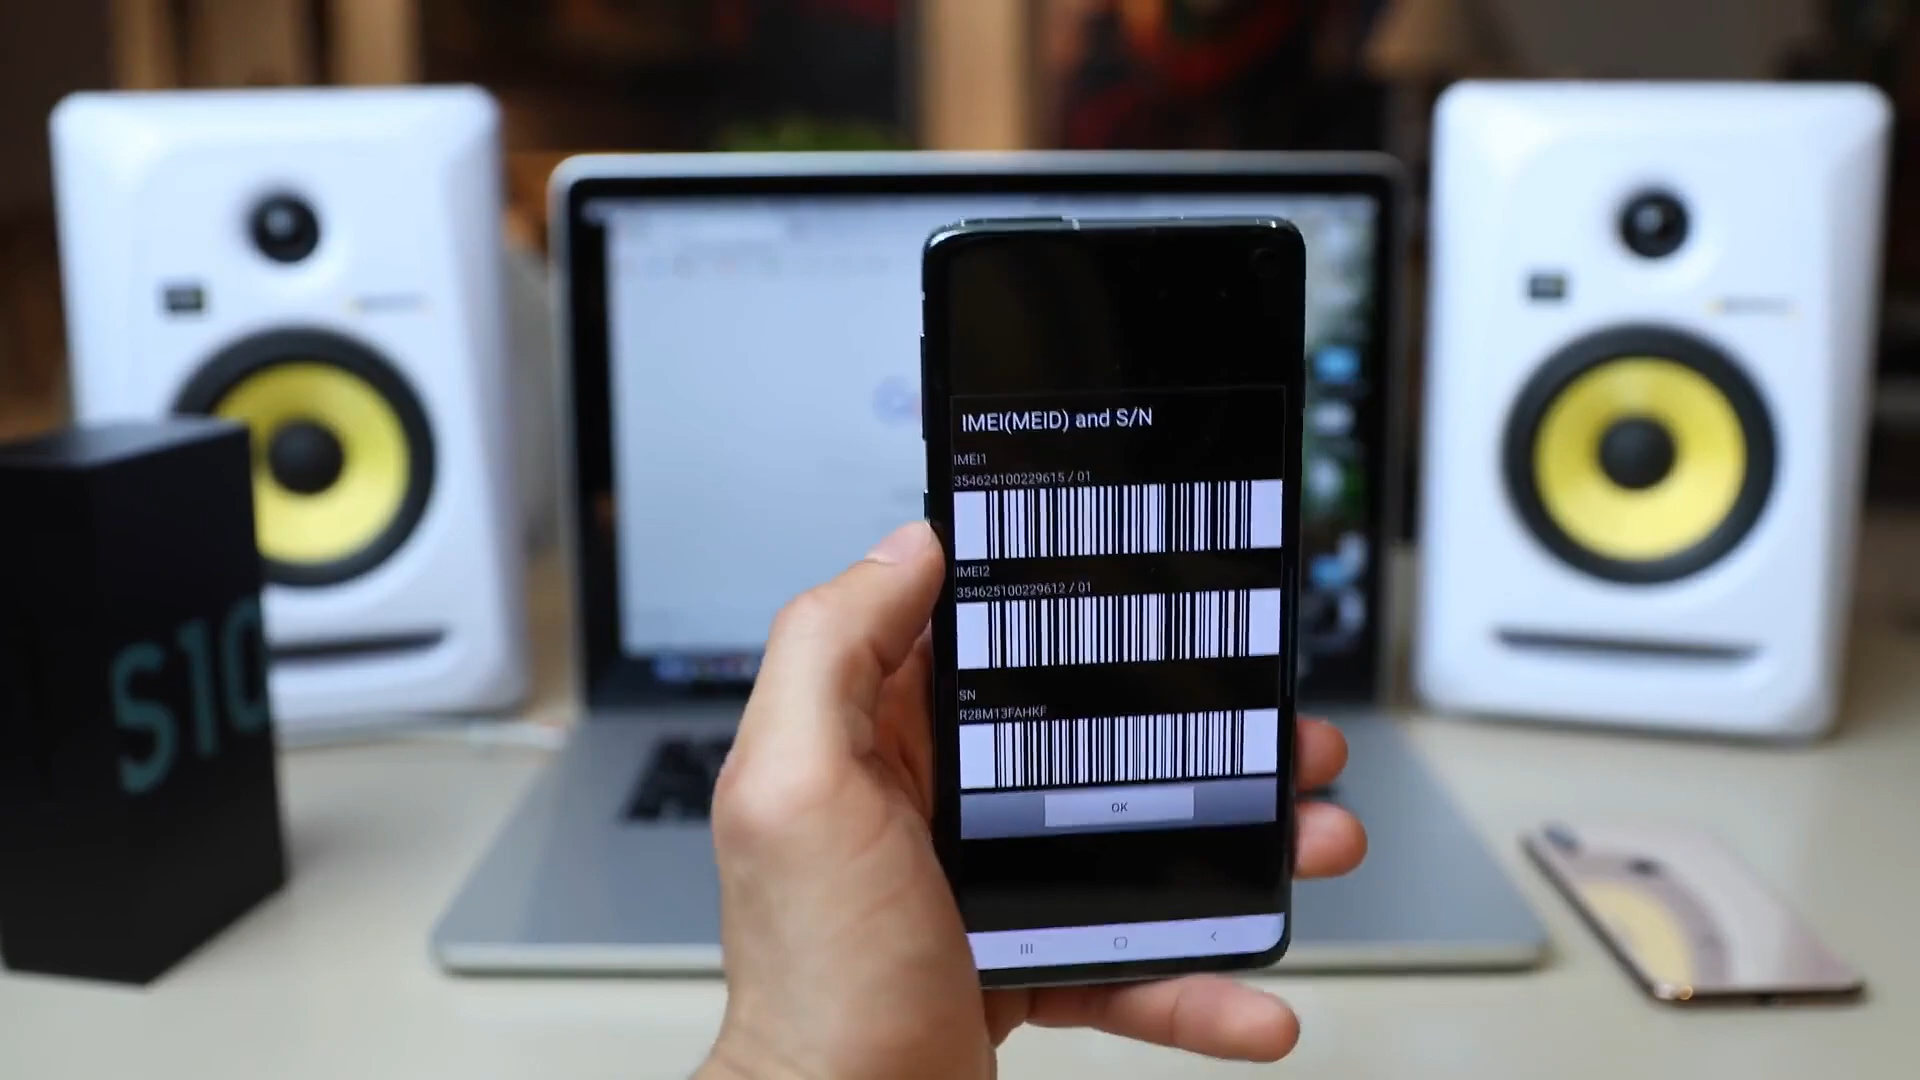 IMEI(MEID) and S/N
IMEI1
354624100229615 / 01
IMEI2
354625100229612 / 01
SN
R28M13FAHKF
OK
S10